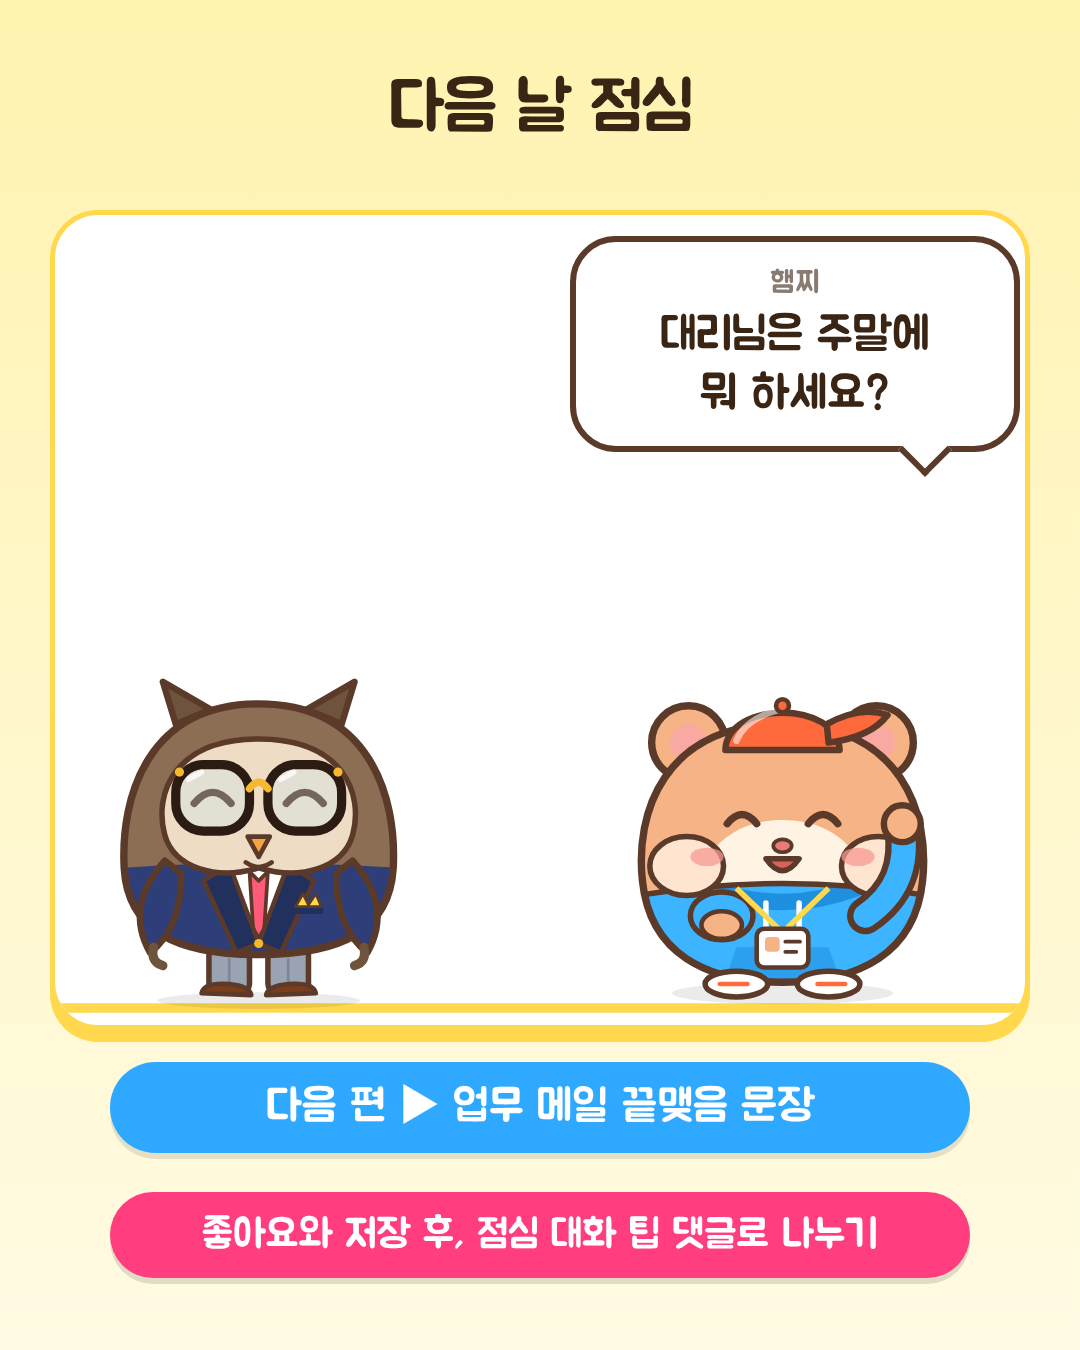 다음 날 점심
햄찌
대리님은 주말에
뭐 하세요?
다음 편 ▶ 업무 메일 끝맺음 문장
좋아요와 저장 후, 점심 대화 팁 댓글로 나누기